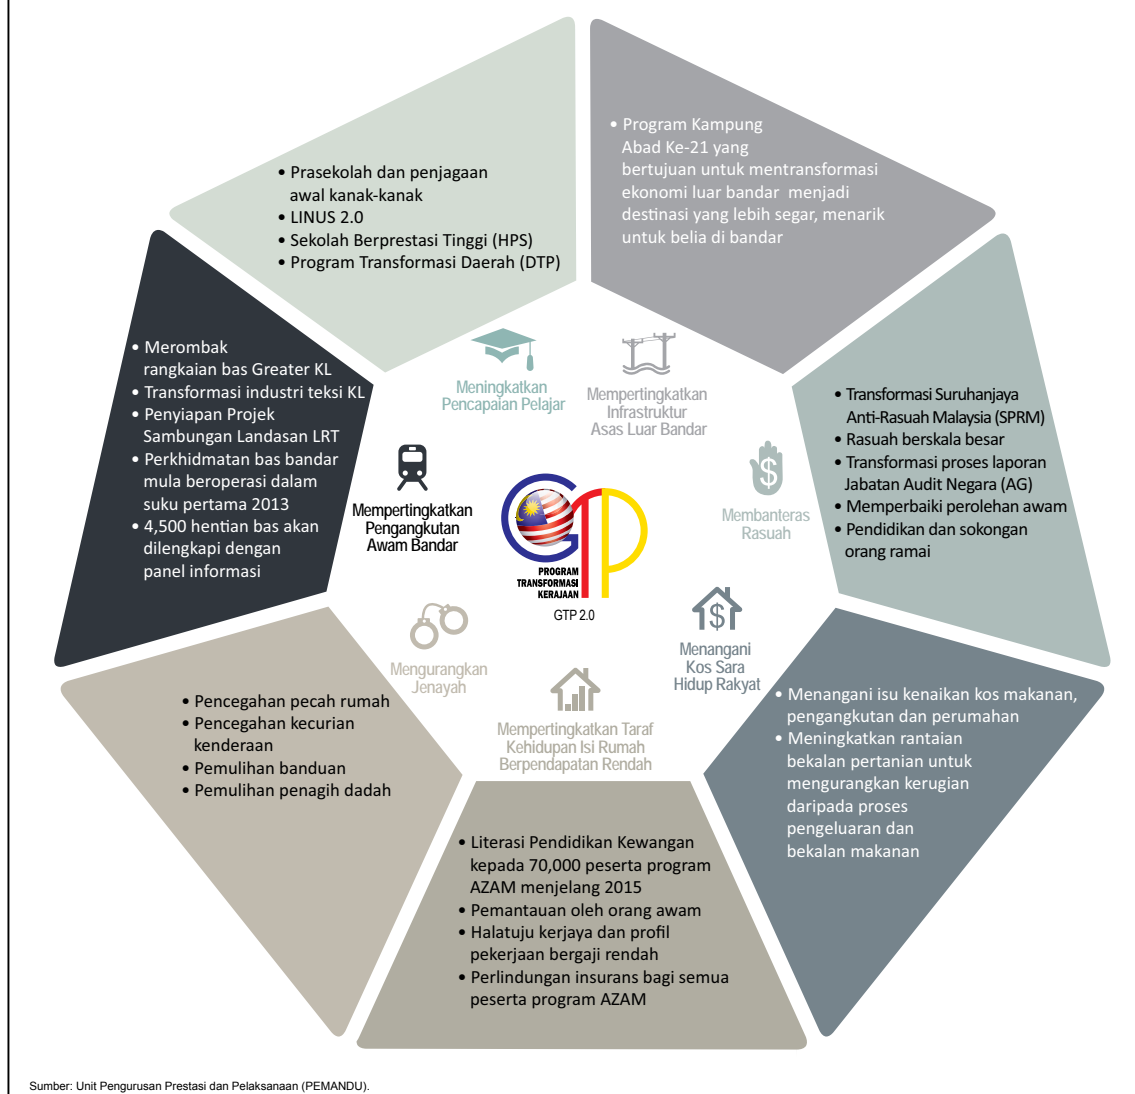 • Prasekolah dan penjagaan
awal kanak-kanak
• LINUS 2.0
• Sekolah Berprestasi Tinggi (HPS)
• Program Transformasi Daerah (DTP)
• Program Kampung
Abad Ke-21 yang
bertujuan untuk mentransformasi
ekonomi luar bandar menjadi
destinasi yang lebih segar, menarik
untuk belia di bandar
• Merombak
rangkaian bas Greater KL
• Transformasi industri teksi KL
• Penyiapan Projek
Sambungan Landasan LRT
• Perkhidmatan bas bandar
mula beroperasi dalam
suku pertama 2013
• 4,500 hentian bas akan
dilengkapi dengan
panel informasi
Meningkatkan
Pencapaian Pelajar
Mempertingkatkan
Infrastruktur
Asas Luar Bandar
• Transformasi Suruhanjaya
Anti-Rasuah Malaysia (SPRM)
• Rasuah berskala besar
• Transformasi proses laporan
Jabatan Audit Negara (AG)
• Memperbaiki perolehan awam
• Pendidikan dan sokongan
orang ramai
Mempertingkatkan
Pengangkutan
Awam Bandar
$
Membanteras
Rasuah
GTP
PROGRAM
TRANSFORMASI
KERAJAAN
GTP 2.0
Mengurangkan
Jenayah
$
Menangani
Kos Sara
Hidup Rakyat
Mempertingkatkan Taraf
Kehidupan Isi Rumah
Berpendapatan Rendah
• Pencegahan pecah rumah
• Pencegahan kecurian
kenderaan
• Pemulihan banduan
• Pemulihan penagih dadah
• Menangani isu kenaikan kos makanan,
pengangkutan dan perumahan
• Meningkatkan rantaian
bekalan pertanian untuk
mengurangkan kerugian
daripada proses
pengeluaran dan
bekalan makanan
• Literasi Pendidikan Kewangan
kepada 70,000 peserta program
AZAM menjelang 2015
• Pemantauan oleh orang awam
• Halatuju kerjaya dan profil
pekerjaan bergaji rendah
• Perlindungan insurans bagi semua
peserta program AZAM
Sumber: Unit Pengurusan Prestasi dan Pelaksanaan (PEMANDU).